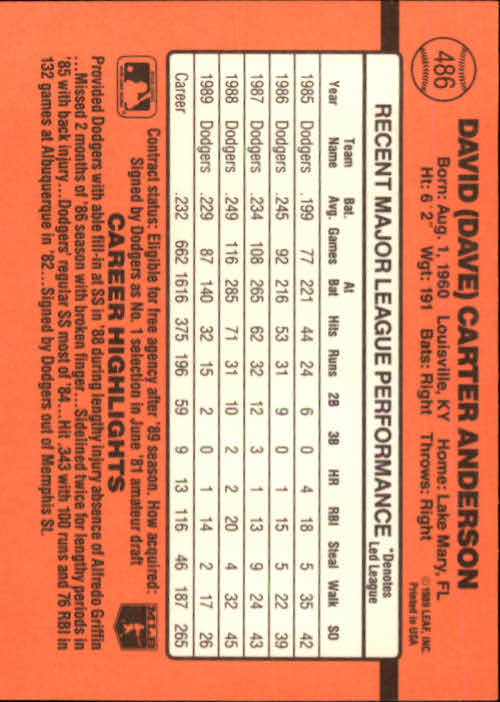 486
DAVID (DAVE) CARTER ANDERSON
Born: Aug. 1, 1960 Louisville, KY Home: Lake Mary, FL
Ht: 6' 2" Wgt: 191 Bats: Right Throws: Right
© 1989 LEAF, INC.
Printed in USA
RECENT MAJOR LEAGUE PERFORMANCE
*Denotes
Led League
Year Team Name Bat. Avg. Games At Bat Hits Runs 2B 3B HR RBI Steal Walk SO
1985 Dodgers .199 77 221 44 24 6 0 4 18 5 35 42
1986 Dodgers .245 92 216 53 31 9 0 1 15 5 22 39
1987 Dodgers .234 108 265 62 32 12 3 1 13 9 24 43
1988 Dodgers .249 116 285 71 31 10 2 2 20 4 32 45
1989 Dodgers .229 87 140 32 15 2 0 1 14 2 17 26
Career .232 662 1616 375 196 59 9 13 116 46 187 265
Contract status: Eligible for free agency after '89 season. How acquired:
Signed by Dodgers as No. 1 selection in June '81 amateur draft
MLB
CAREER HIGHLIGHTS
Provided Dodgers with able fill-in at SS in '88 during lengthy injury absence of Alfredo Griffin
...Missed 2 months of '86 season with broken finger...Sidelined twice for lengthy periods in
'85 with back injury...Dodgers' regular SS most of '84...Hit .343 with 100 runs and 76 RBI in
132 games at Albuquerque in '82...Signed by Dodgers out of Memphis St.